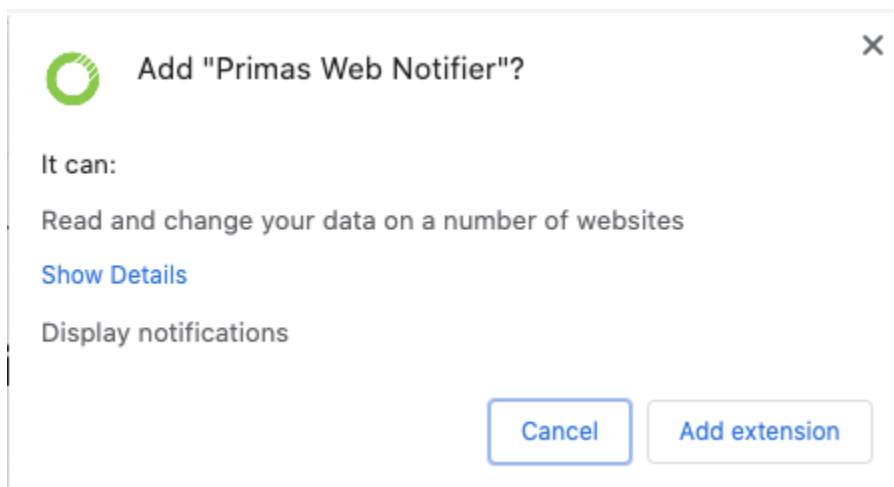 Add "Primas Web Notifier"?
It can:
Read and change your data on a number of websites
Show Details
Display notifications
Cancel
Add extension